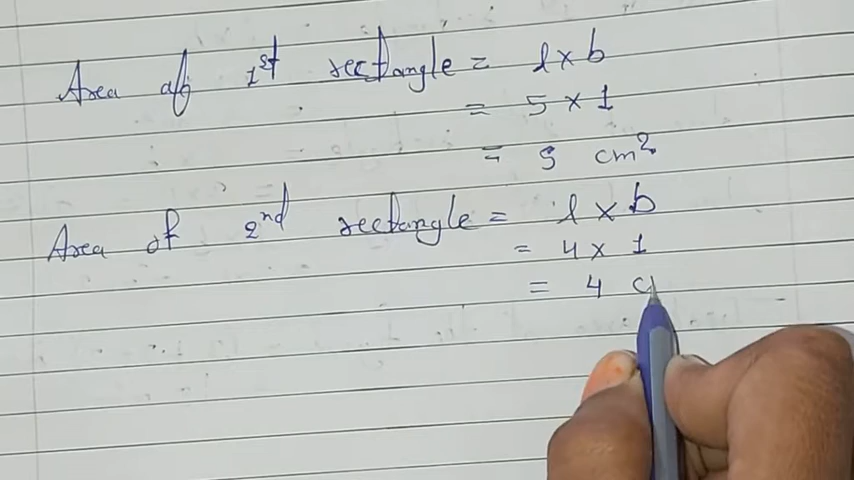 Area of 1st rectangle = l × b
= 5 × 1
= 5 cm²
Area of 2nd rectangle = l × b
= 4 × 1
= 4 c